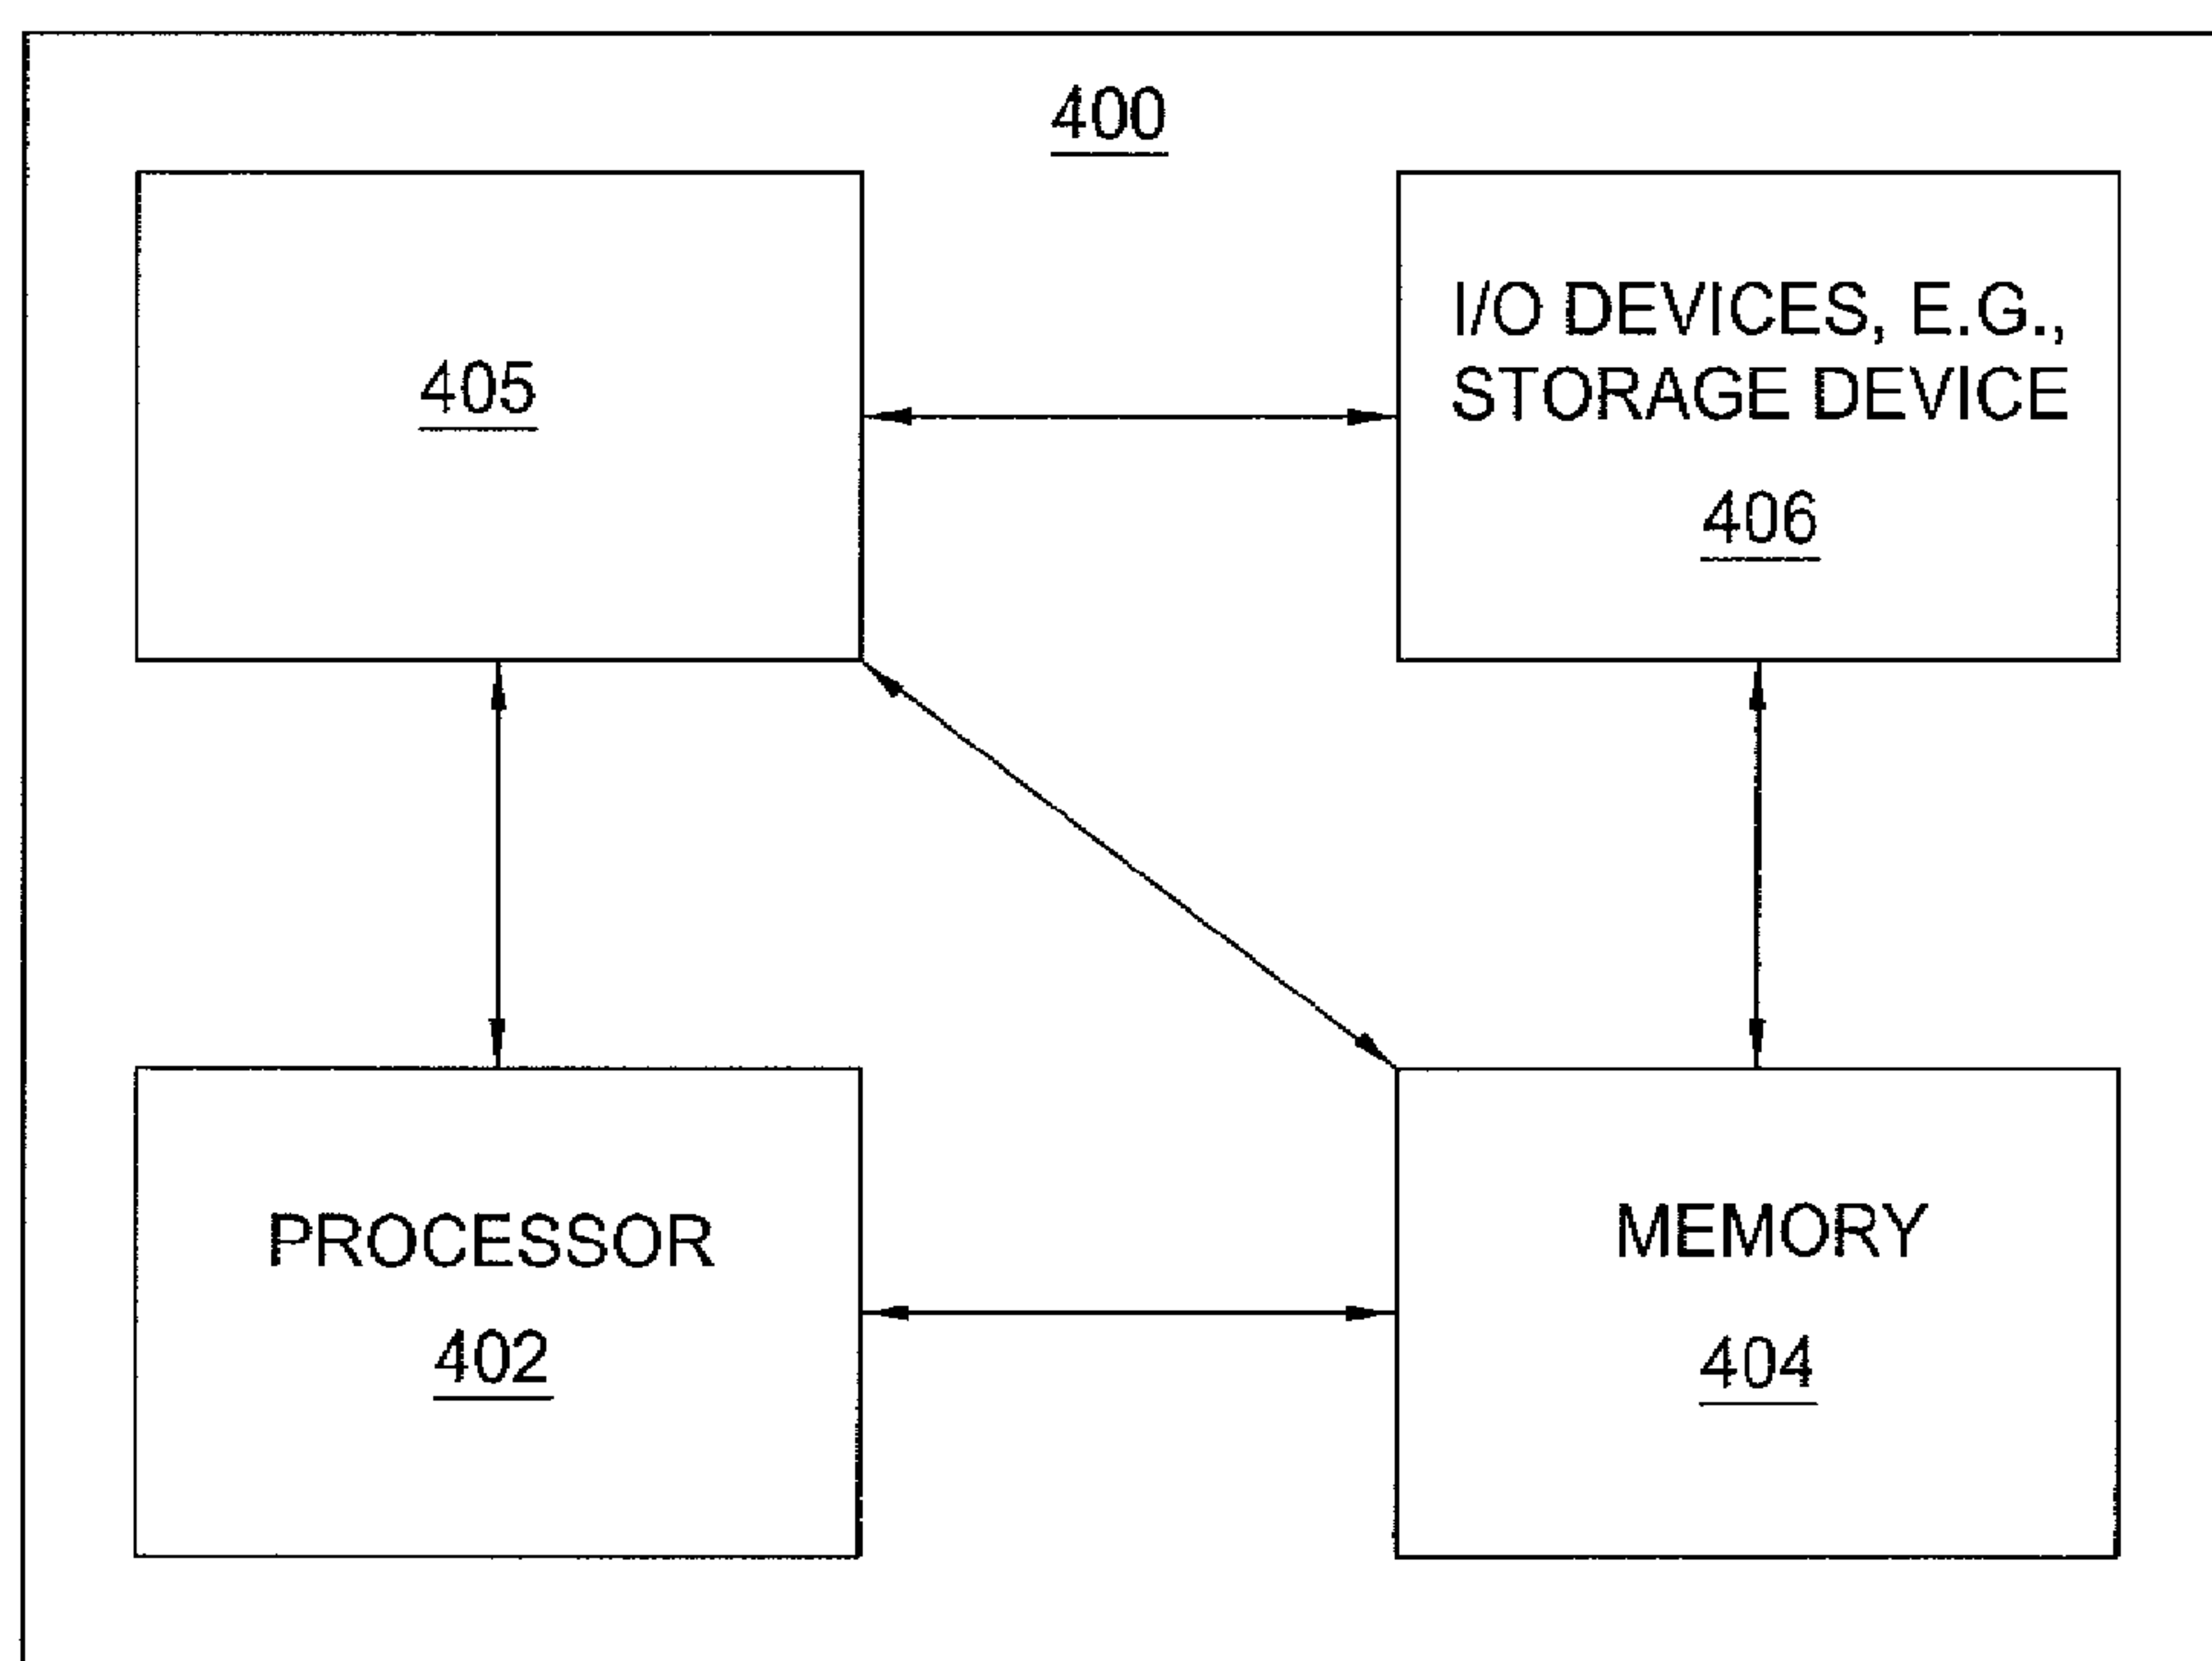 400
405
I/O DEVICES, E.G.,
STORAGE DEVICE
406
PROCESSOR
402
MEMORY
404